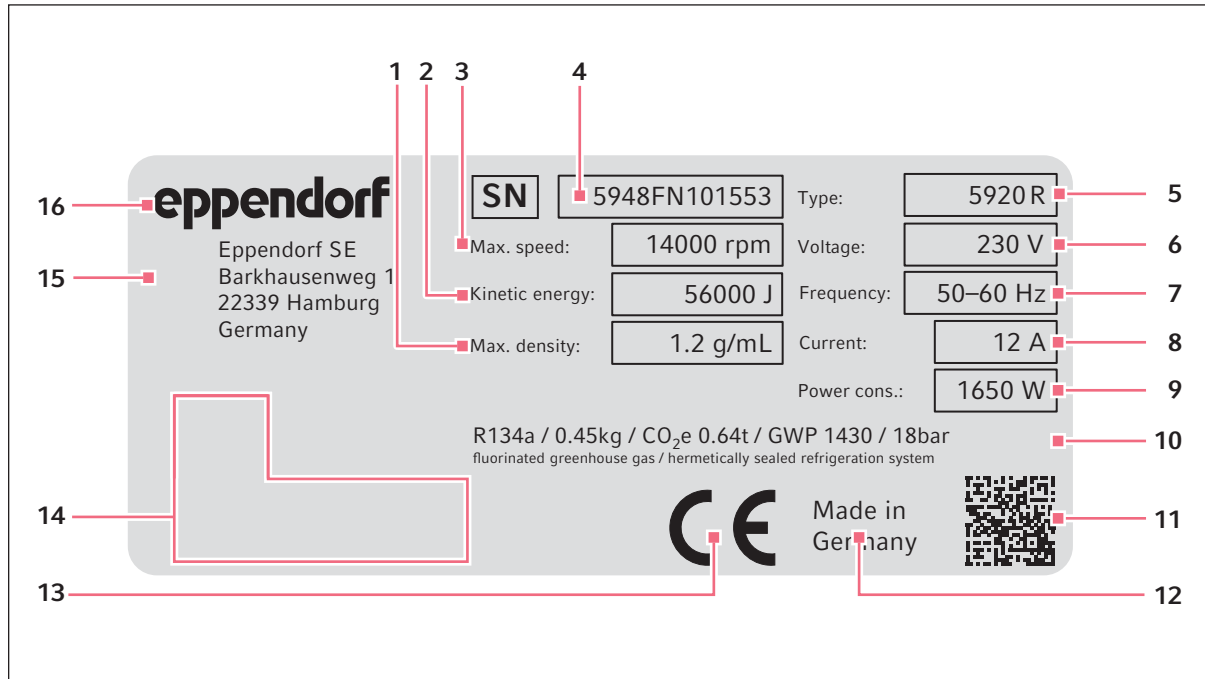 1 2 3 4
16 eppendorf SN 5948FN101553 Type: 5920 R 5
Eppendorf SE Max. speed: 14000 rpm Voltage: 230 V 6
15 Barkhausenweg 1
22339 Hamburg Kinetic energy: 56000 J Frequency: 50–60 Hz 7
Germany Max. density: 1.2 g/mL Current: 12 A 8
Power cons.: 1650 W 9
R134a / 0.45kg / CO₂e 0.64t / GWP 1430 / 18bar 10
fluorinated greenhouse gas / hermetically sealed refrigeration system
14 CE Made in 11
Germany
13 12